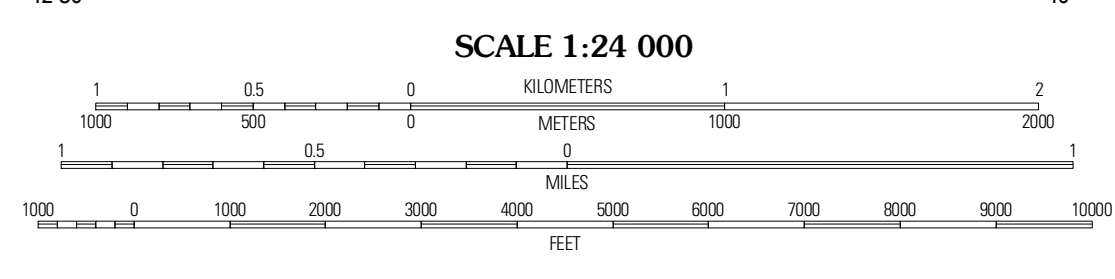 SCALE 1:24 000
1 0.5 0 KILOMETERS 1 2
1000 500 0 METERS 1000 2000
1 0.5 0 1
MILES
1000 0 1000 2000 3000 4000 5000 6000 7000 8000 9000 10000
FEET